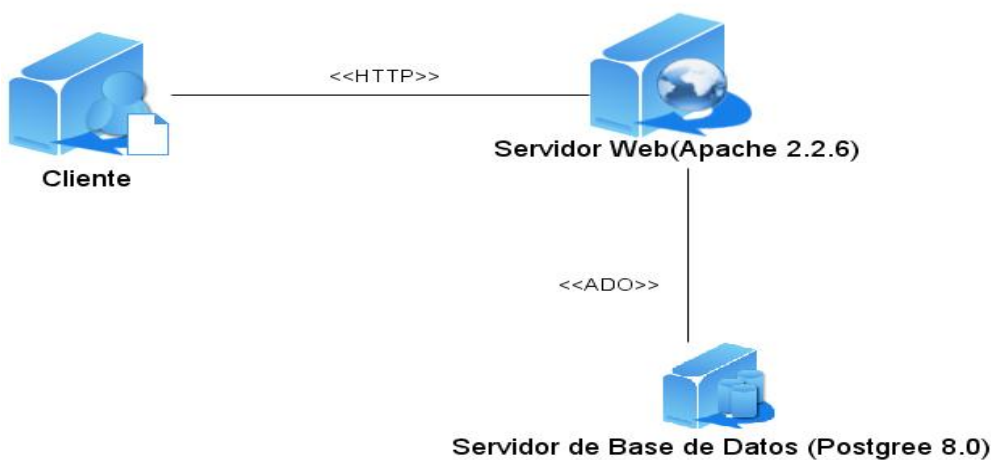 <<HTTP>>
Servidor Web(Apache 2.2.6)
Cliente
<<ADO>>
Servidor de Base de Datos (Postgree 8.0)